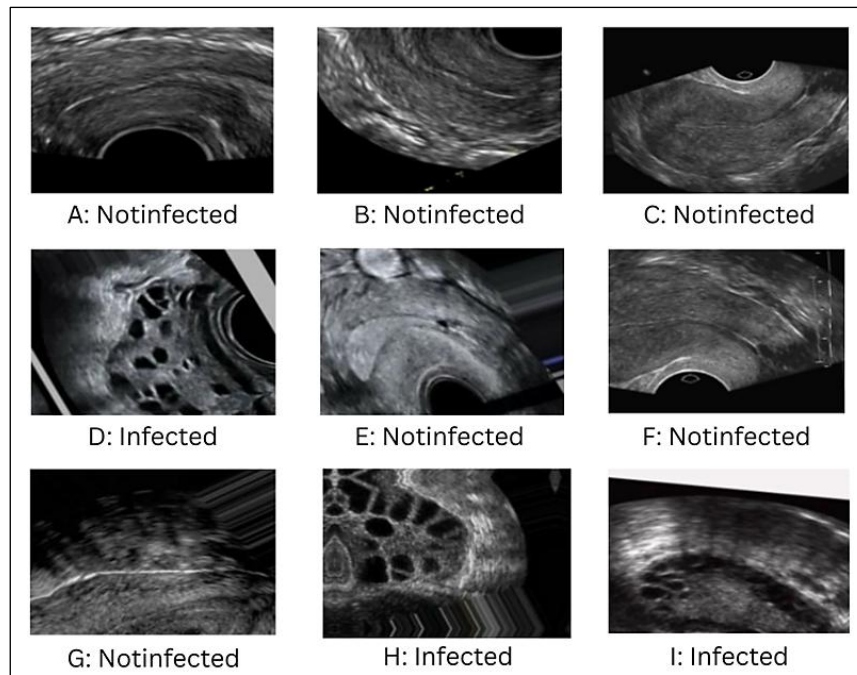 A: Notinfected
B: Notinfected
C: Notinfected
D: Infected
E: Notinfected
F: Notinfected
G: Notinfected
H: Infected
I: Infected